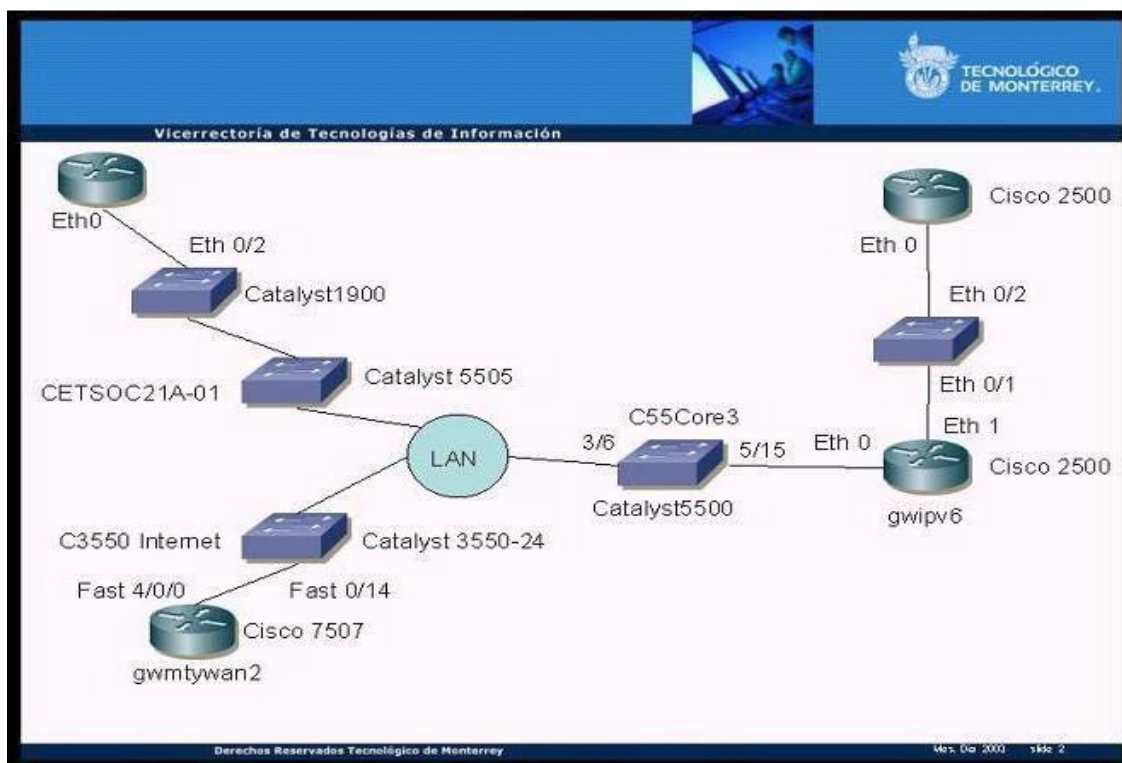 TECNOLÓGICO
DE MONTERREY.
Vicerrectoría de Tecnologías de Información
Eth0
Eth 0/2
Catalyst1900
CETSOC21A-01
Catalyst 5505
LAN
C3550 Internet
Catalyst 3550-24
Fast 4/0/0
Fast 0/14
Cisco 7507
gwmtywan2
3/6
C55Core3
5/15
Catalyst5500
Cisco 2500
Eth 0
Eth 0/2
Eth 0/1
Eth 1
Eth 0
Cisco 2500
gwipv6
Derechos Reservados Tecnológico de Monterrey
Mes, Dia 2003 slide 2